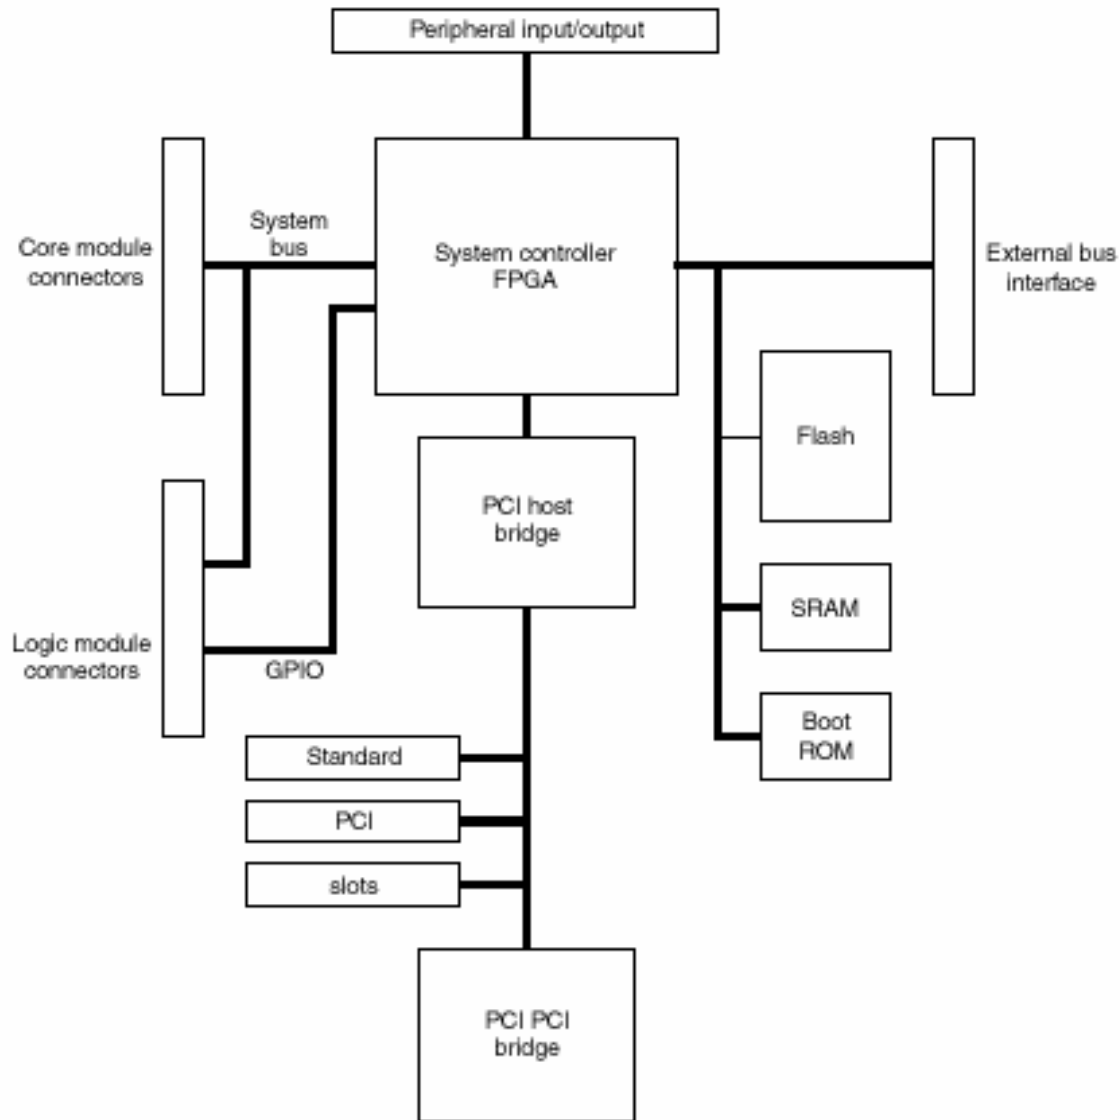 Peripheral input/output
System
bus
Core module
connectors
System controller
FPGA
External bus
interface
Flash
PCI host
bridge
SRAM
Logic module
connectors
GPIO
Boot
ROM
Standard
PCI
slots
PCI PCI
bridge